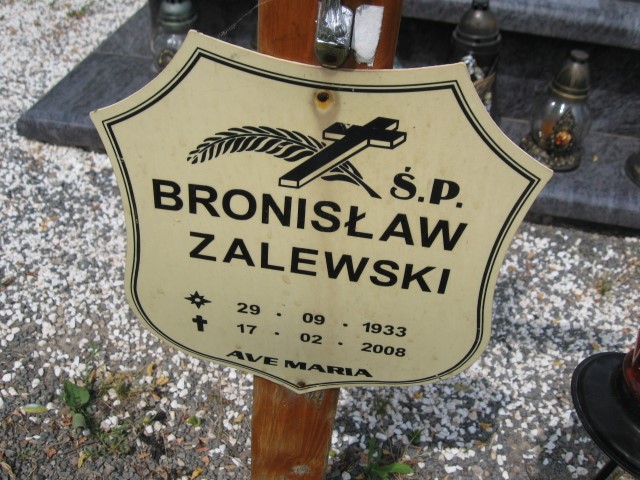 Ś.P.
BRONISŁAW
ZALEWSKI
29 · 09 · 1933
17 · 02 · 2008
AVE MARIA